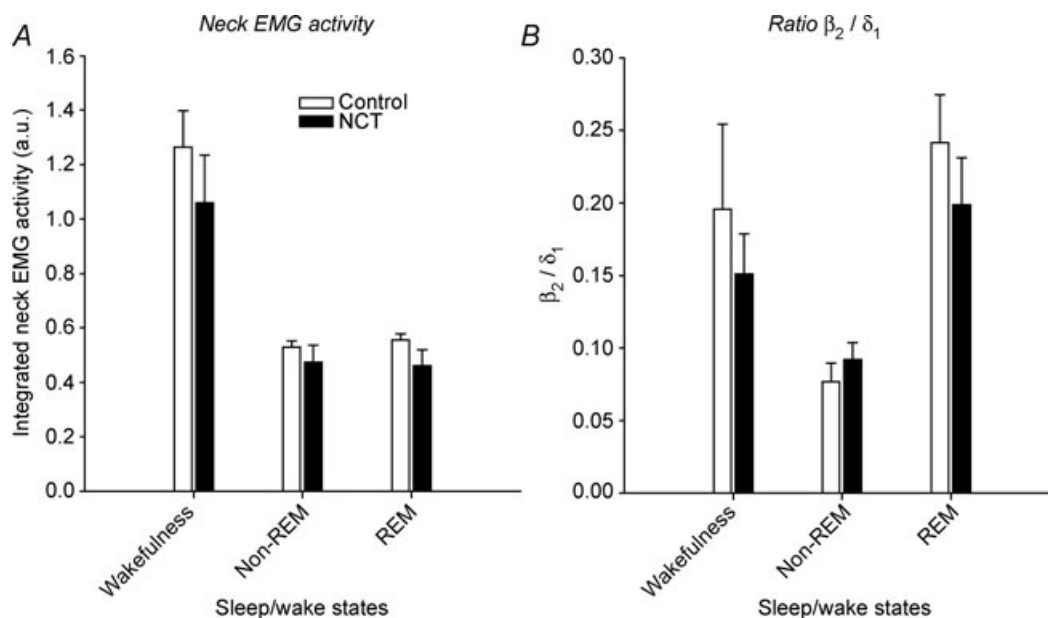 A
Neck EMG activity
Integrated neck EMG activity (a.u.)
1.6
1.4
1.2
1.0
0.8
0.6
0.4
0.2
0.0
Control
NCT
Wakefulness
Non-REM
REM
Sleep/wake states
B
Ratio β₂ / δ₁
β₂ / δ₁
0.30
0.25
0.20
0.15
0.10
0.05
0.00
Wakefulness
Non-REM
REM
Sleep/wake states